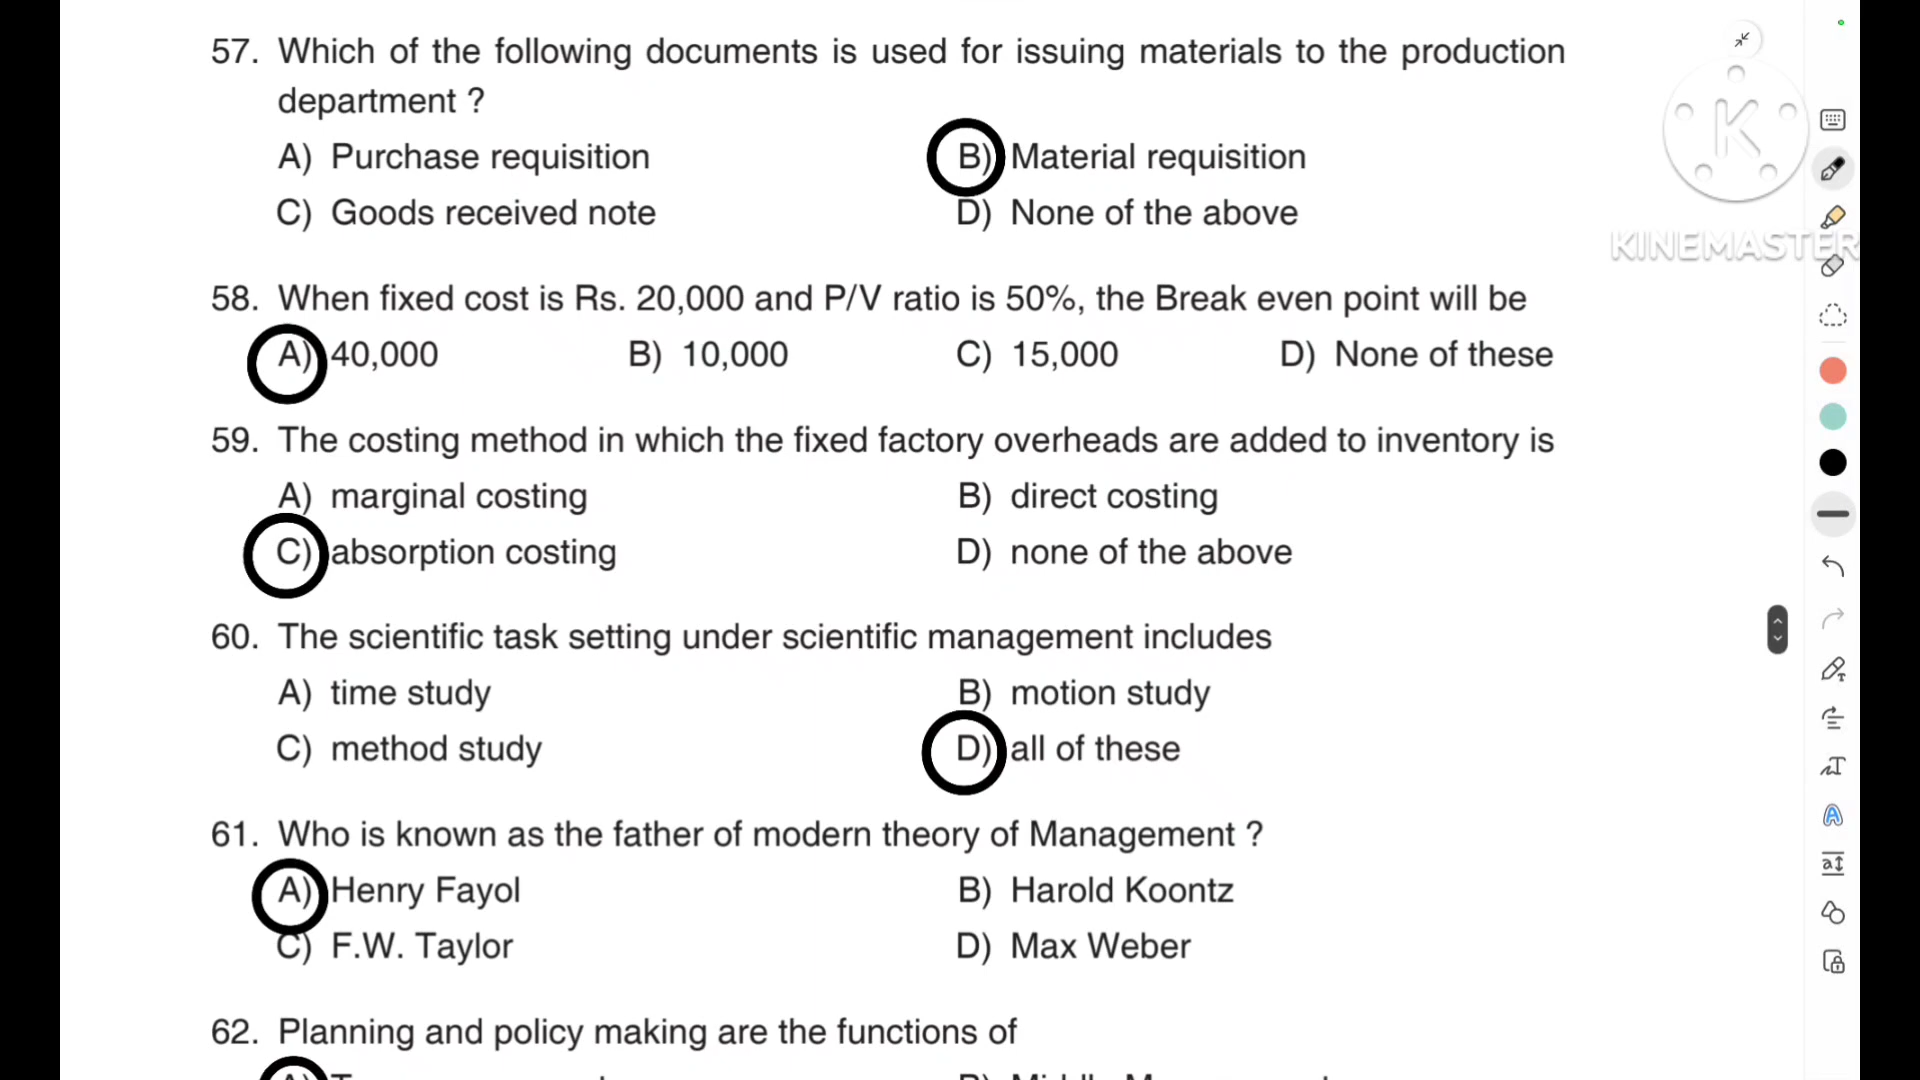 57. Which of the following documents is used for issuing materials to the production
department ?
A) Purchase requisition B) Material requisition
C) Goods received note D) None of the above
58. When fixed cost is Rs. 20,000 and P/V ratio is 50%, the Break even point will be
A) 40,000 B) 10,000 C) 15,000 D) None of these
59. The costing method in which the fixed factory overheads are added to inventory is
A) marginal costing B) direct costing
C) absorption costing D) none of the above
60. The scientific task setting under scientific management includes
A) time study B) motion study
C) method study D) all of these
61. Who is known as the father of modern theory of Management ?
A) Henry Fayol B) Harold Koontz
C) F.W. Taylor D) Max Weber
62. Planning and policy making are the functions of
K
KINEMASTER